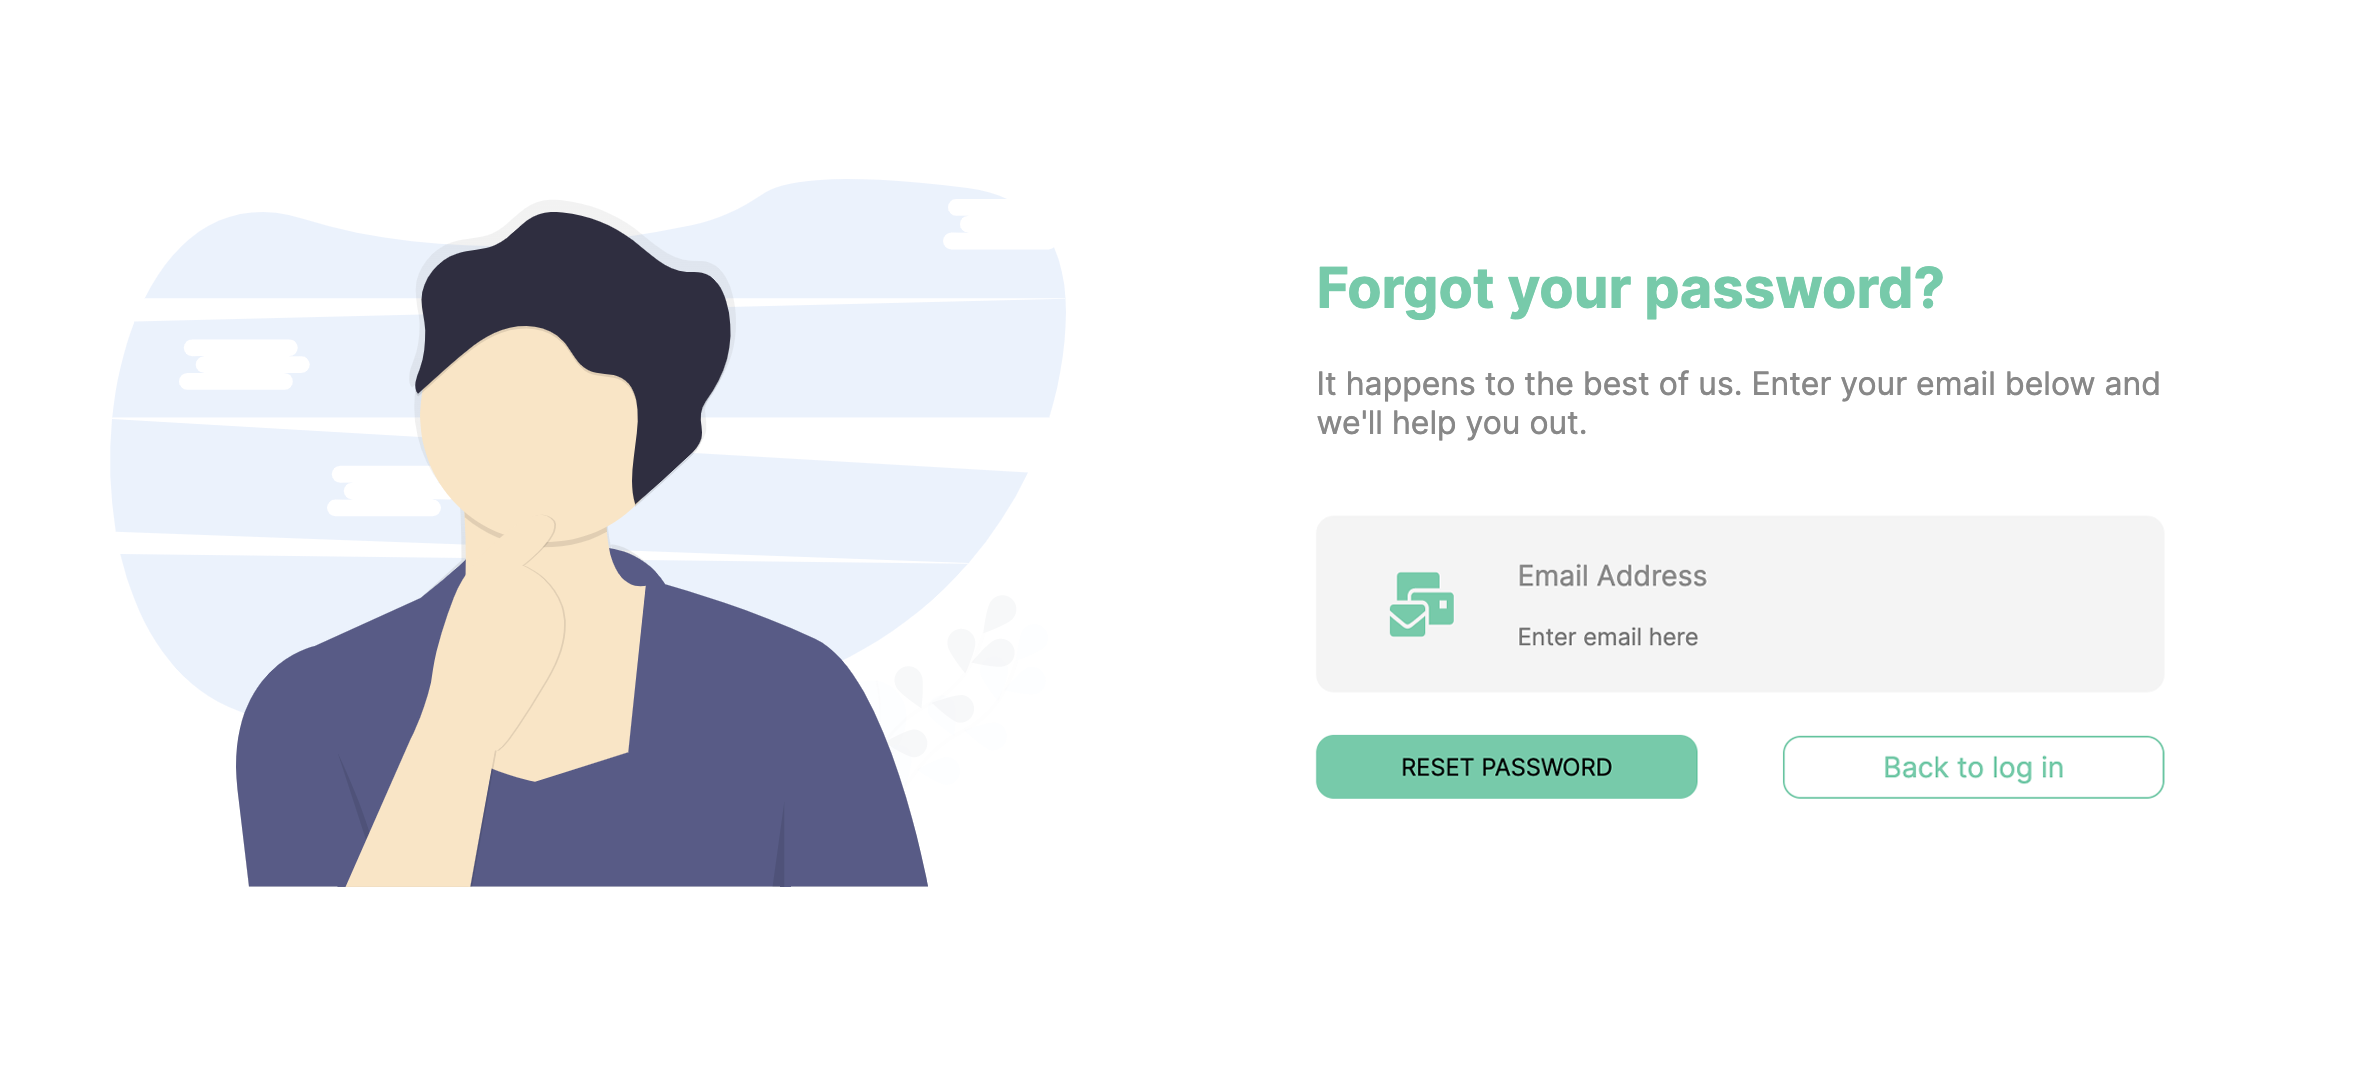 Forgot your password?
It happens to the best of us. Enter your email below and
we'll help you out.
Email Address
Enter email here
RESET PASSWORD
Back to log in